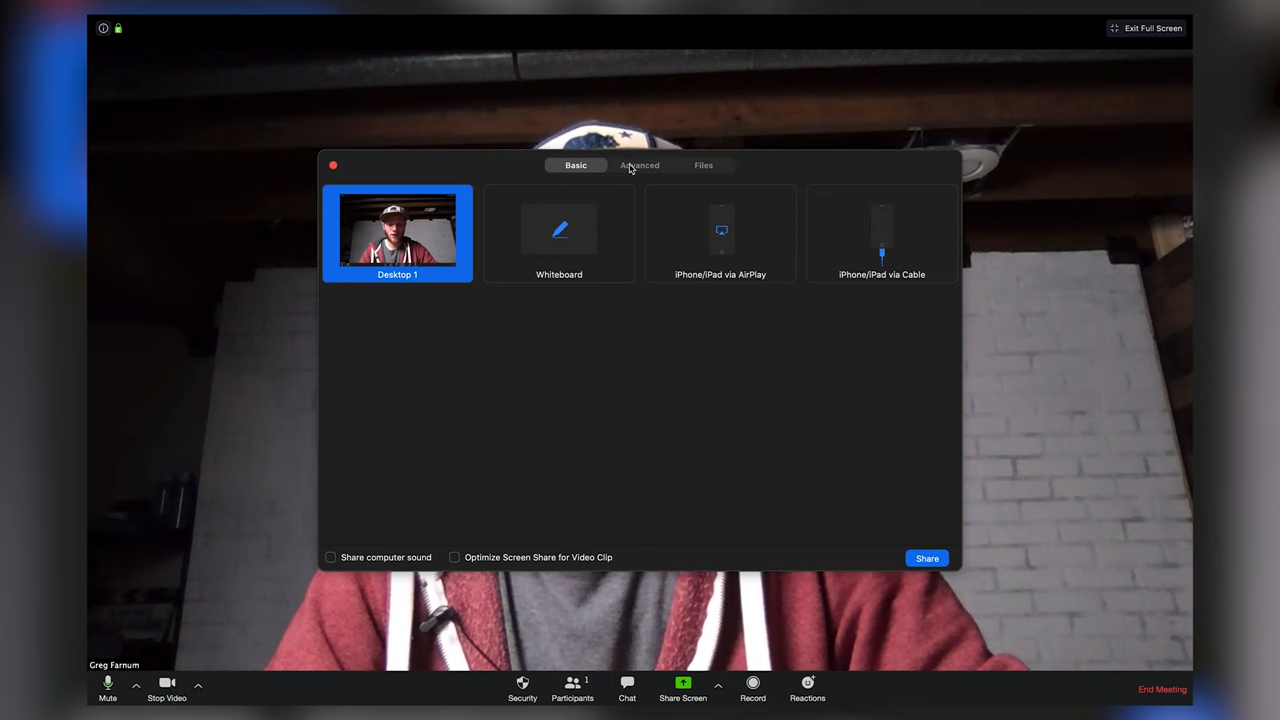 Exit Full Screen
Basic
Advanced
Files
Desktop 1
Whiteboard
iPhone/iPad via AirPlay
iPhone/iPad via Cable
Share computer sound
Optimize Screen Share for Video Clip
Share
Greg Farnum
Mute
Stop Video
Security
Participants
1
Chat
Share Screen
Record
Reactions
End Meeting